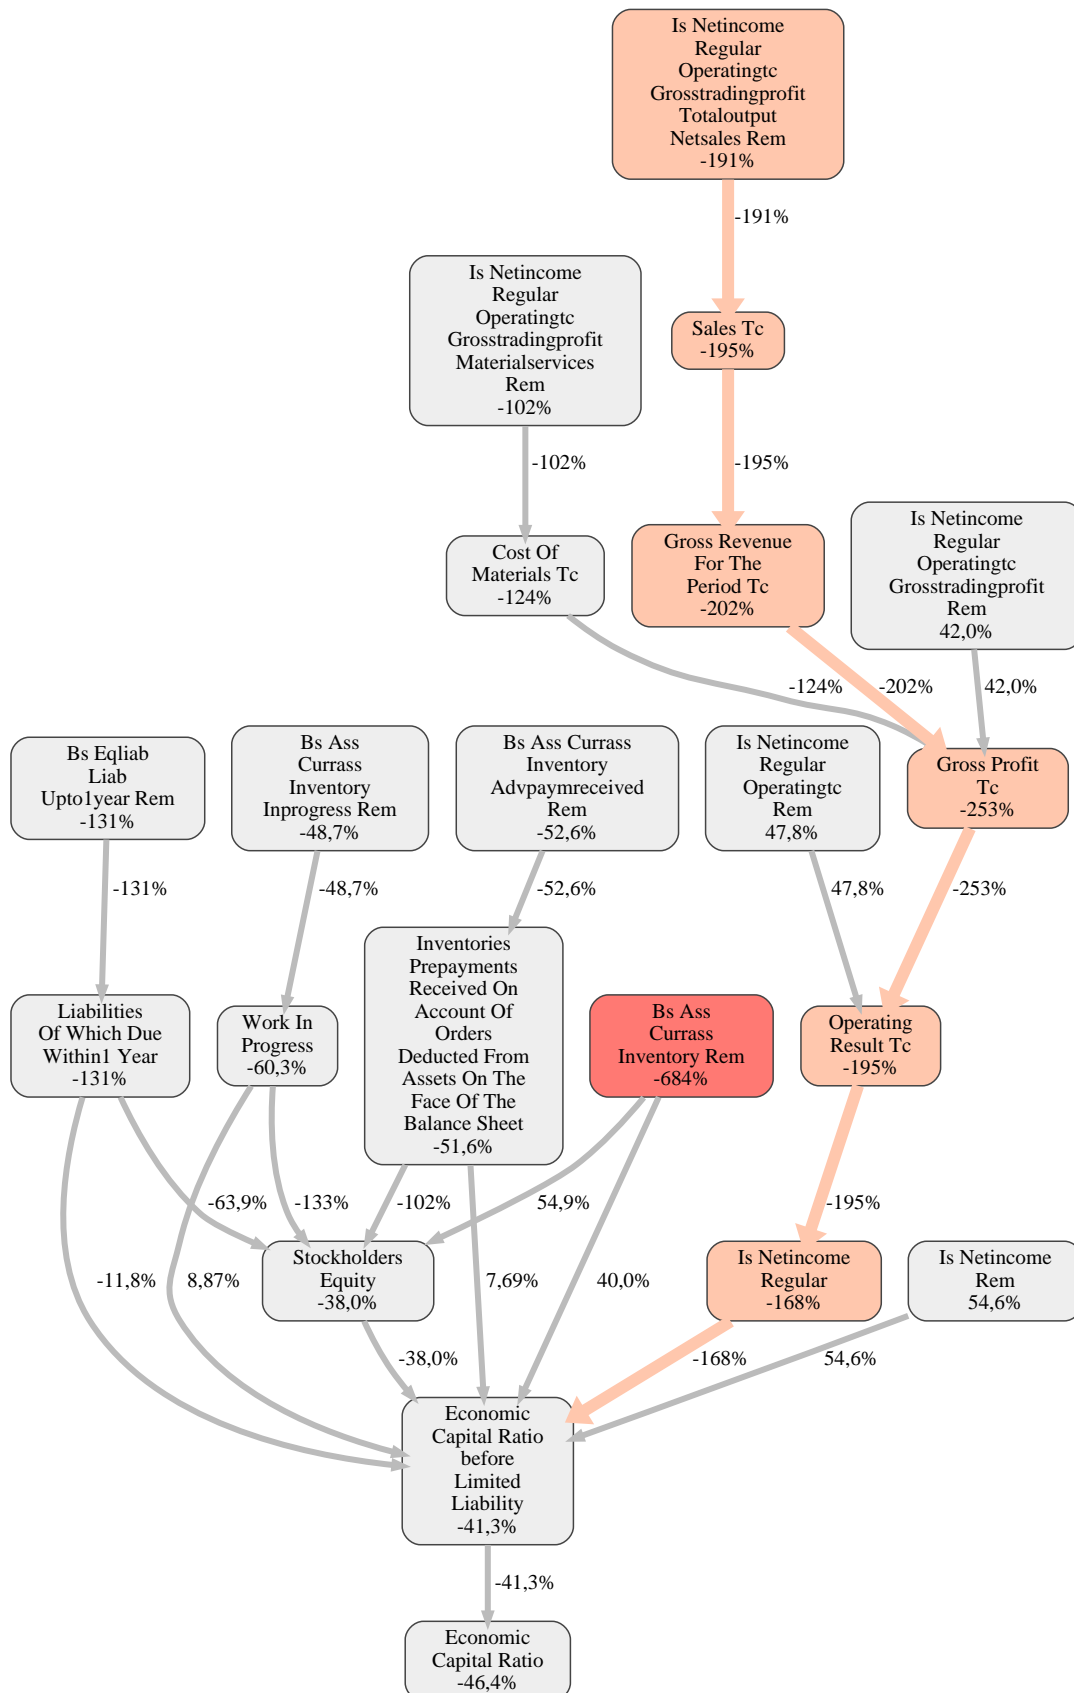 Is Netincome
Regular
Operatingtc
Grosstradingprofit
Totaloutput
Netsales Rem
-191%
-191%
Is Netincome
Regular
Operatingtc
Grosstradingprofit
Materialservices
Rem
-102%
Sales Tc
-195%
-102%
-195%
Cost Of
Materials Tc
-124%
Gross Revenue
For The
Period Tc
-202%
Is Netincome
Regular
Operatingtc
Grosstradingprofit
Rem
42,0%
-124%
-202%
42,0%
Bs Eqliab
Liab
Upto1year Rem
-131%
Bs Ass
Currass
Inventory
Inprogress Rem
-48,7%
Bs Ass Currass
Inventory
Advpaymreceived
Rem
-52,6%
Is Netincome
Regular
Operatingtc
Rem
47,8%
Gross Profit
Tc
-253%
-131%
-48,7%
-52,6%
47,8%
-253%
Liabilities
Of Which Due
Within1 Year
-131%
Work In
Progress
-60,3%
Inventories
Prepayments
Received On
Account Of
Orders
Deducted From
Assets On The
Face Of The
Balance Sheet
-51,6%
Bs Ass
Currass
Inventory Rem
-684%
Operating
Result Tc
-195%
-63,9%
-133%
-102%
54,9%
-195%
Stockholders
Equity
-38,0%
Is Netincome
Regular
-168%
Is Netincome
Rem
54,6%
-11,8%
8,87%
7,69%
40,0%
-38,0%
-168%
54,6%
Economic
Capital Ratio
before
Limited
Liability
-41,3%
-41,3%
Economic
Capital Ratio
-46,4%